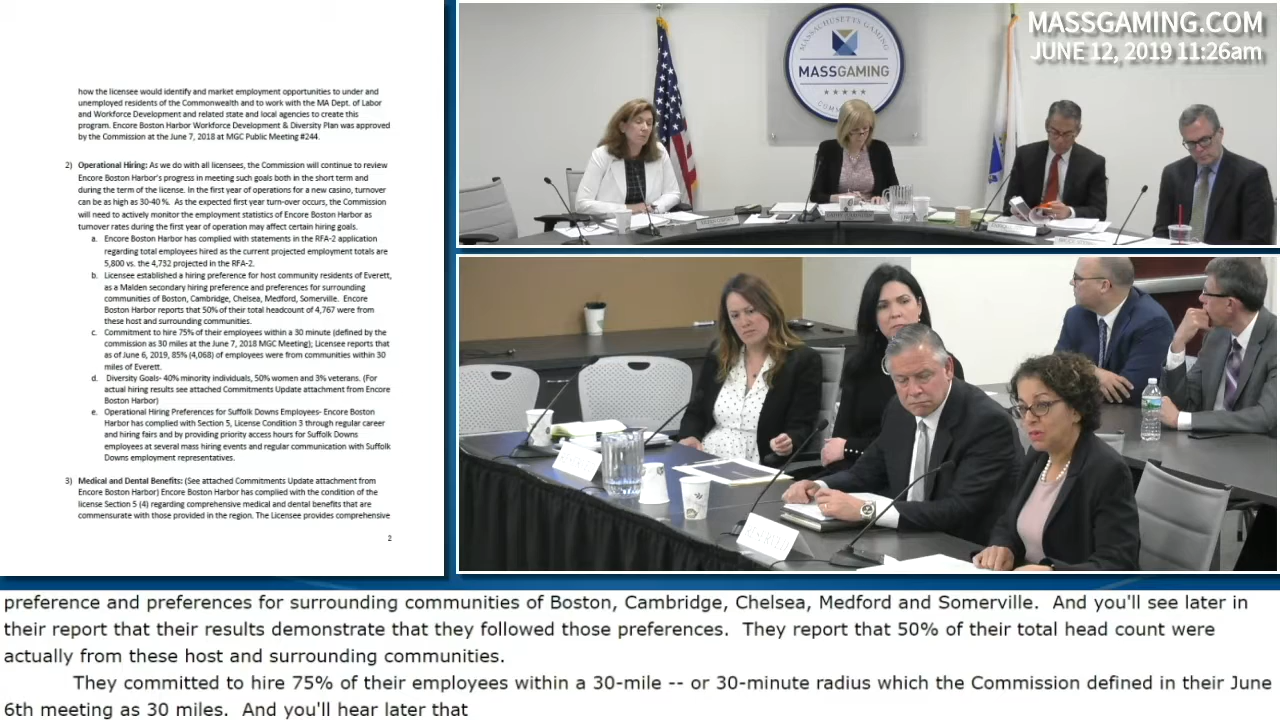 how the licensee would identify and market employment opportunities to under and
unemployed residents of the Commonwealth and to work with the MA Dept. of Labor
and Workforce Development and related state and local agencies to create this
program. Encore Boston Harbor Workforce Development & Diversity Plan was approved
by the Commission at the June 7, 2018 at MGC Public Meeting #244.
2) Operational Hiring: As we do with all licensees, the Commission will continue to review
Encore Boston Harbor's progress in meeting such goals both in the short term and
during the term of the license. In the first year of operations for a new casino, turnover
can be as high as 30-40 %. As the expected first year turn-over occurs, the Commission
will need to actively monitor the employment statistics of Encore Boston Harbor as
turnover rates during the first year of operation may affect certain hiring goals.
a. Encore Boston Harbor has complied with statements in the RFA-2 application
regarding total employees hired as the current projected employment totals are
5,800 vs. the 4,732 projected in the RFA-2.
b. Licensee established a hiring preference for host community residents of Everett,
as a Malden secondary hiring preference and preferences for surrounding
communities of Boston, Cambridge, Chelsea, Medford, Somerville. Encore
Boston Harbor reports that 50% of their total headcount of 4,767 were from
these host and surrounding communities.
c. Commitment to hire 75% of their employees within a 30 minute (defined by the
commission as 30 miles at the June 7, 2018 MGC Meeting); Licensee reports that
as of June 6, 2019, 85% (4,068) of employees were from communities within 30
miles of Everett.
d. Diversity Goals- 40% minority individuals, 50% women and 3% veterans. (For
actual hiring results see attached Commitments Update attachment from Encore
Boston Harbor)
e. Operational Hiring Preferences for Suffolk Downs Employees- Encore Boston
Harbor has complied with Section 5, License Condition 3 through regular career
and hiring fairs and by providing priority access hours for Suffolk Downs
employees at several mass hiring events and regular communication with Suffolk
Downs employment representatives.
3) Medical and Dental Benefits: (See attached Commitments Update attachment from
Encore Boston Harbor) Encore Boston Harbor has complied with the condition of the
license Section 5 (4) regarding comprehensive medical and dental benefits that are
commensurate with those provided in the region. The Licensee provides comprehensive
2
MASSACHUSETTS GAMING
MASSGAMING
MASSGAMING.COM
JUNE 12, 2019 11:26am
RESERVED
preference and preferences for surrounding communities of Boston, Cambridge, Chelsea, Medford and Somerville. And you'll see later in
their report that their results demonstrate that they followed those preferences. They report that 50% of their total head count were
actually from these host and surrounding communities.
They committed to hire 75% of their employees within a 30-mile -- or 30-minute radius which the Commission defined in their June
6th meeting as 30 miles. And you'll hear later that